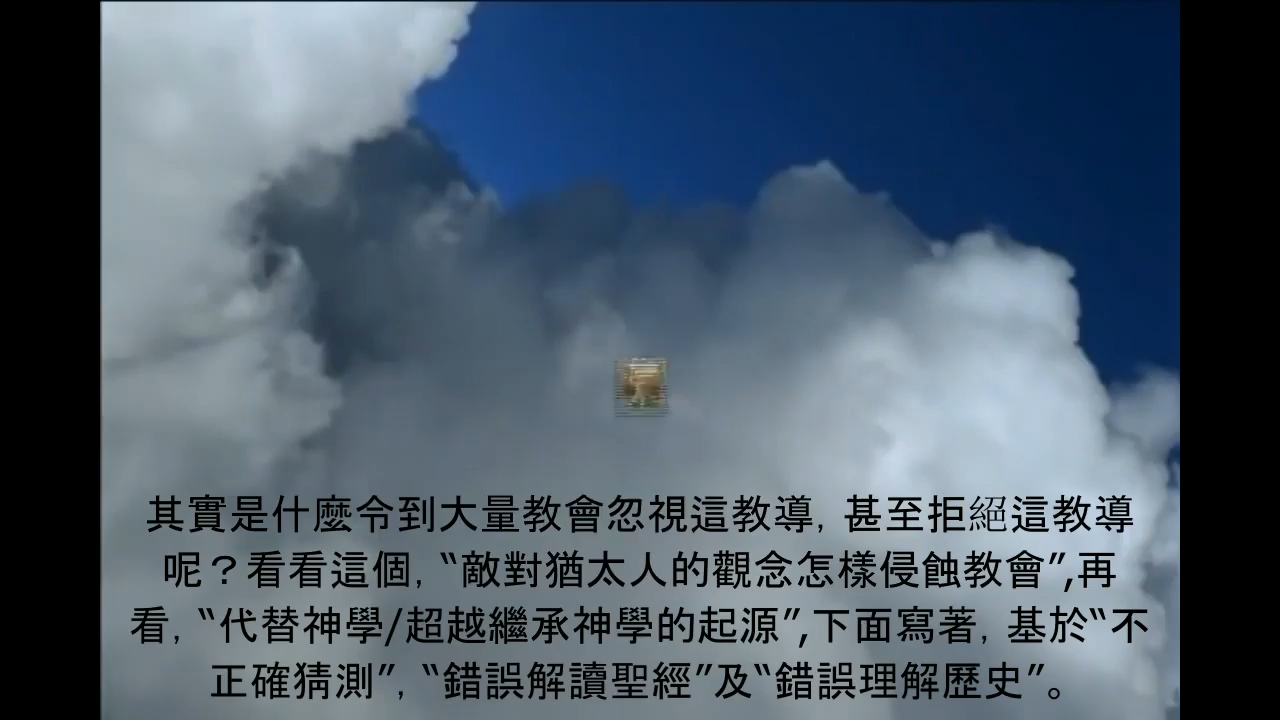 其實是什麼令到大量教會忽視這教導, 甚至拒絕這教導
呢？看看這個, “敵對猶太人的觀念怎樣侵蝕教會”,再
看, “代替神學/超越繼承神學的起源”,下面寫著, 基於“不
正確猜測”, “錯誤解讀聖經”及“錯誤理解歷史”。